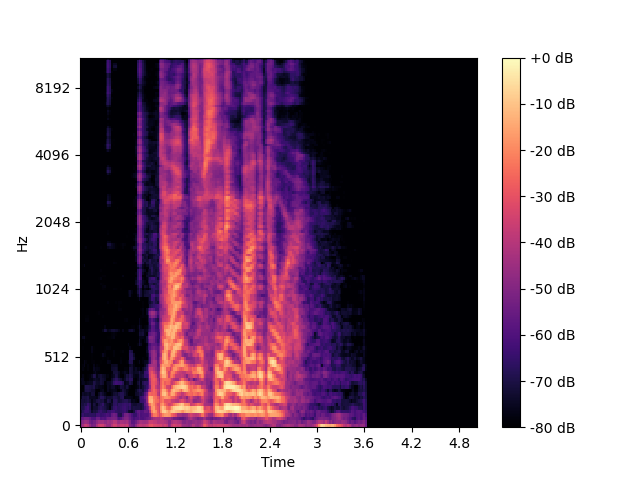 +0 dB
8192
-10 dB
4096
-20 dB
-30 dB
2048
Hz
-40 dB
1024
-50 dB
512
-60 dB
-70 dB
0
-80 dB
0 0.6 1.2 1.8 2.4 3 3.6 4.2 4.8
Time